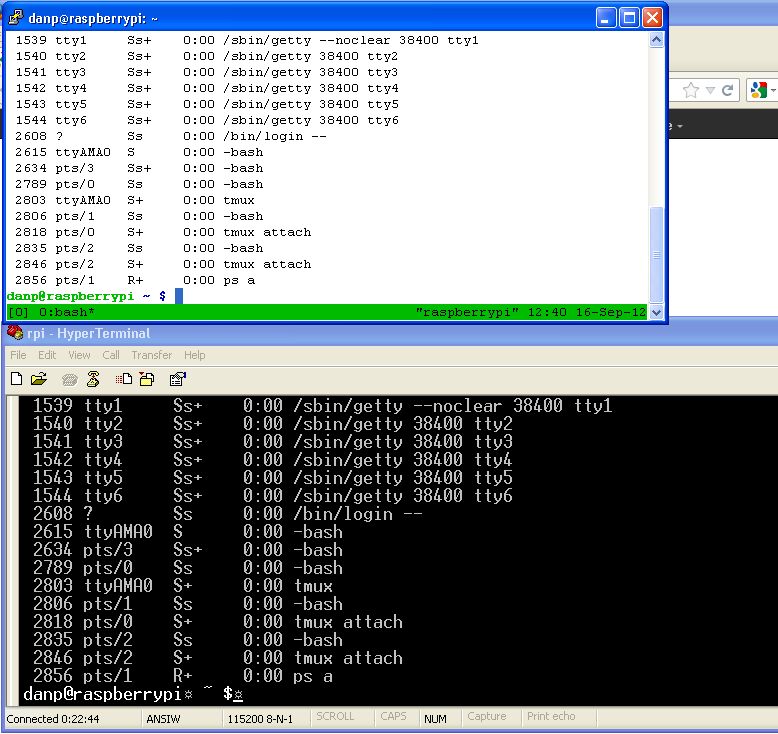 danp@raspberrypi: ~
1539 tty1 Ss+ 0:00 /sbin/getty --noclear 38400 tty1
1540 tty2 Ss+ 0:00 /sbin/getty 38400 tty2
1541 tty3 Ss+ 0:00 /sbin/getty 38400 tty3
1542 tty4 Ss+ 0:00 /sbin/getty 38400 tty4
1543 tty5 Ss+ 0:00 /sbin/getty 38400 tty5
1544 tty6 Ss+ 0:00 /sbin/getty 38400 tty6
2608 ? Ss 0:00 /bin/login --
2615 ttyAMA0 S 0:00 -bash
2634 pts/3 Ss+ 0:00 -bash
2789 pts/0 Ss 0:00 -bash
2803 ttyAMA0 S+ 0:00 tmux
2806 pts/1 Ss 0:00 -bash
2818 pts/0 S+ 0:00 tmux attach
2835 pts/2 Ss 0:00 -bash
2846 pts/2 S+ 0:00 tmux attach
2856 pts/1 R+ 0:00 ps a
danp@raspberrypi ~ $
[0] 0:bash* "raspberrypi" 12:40 16-Sep-12
rpi - HyperTerminal
File Edit View Call Transfer Help
1539 tty1 Ss+ 0:00 /sbin/getty --noclear 38400 tty1
1540 tty2 Ss+ 0:00 /sbin/getty 38400 tty2
1541 tty3 Ss+ 0:00 /sbin/getty 38400 tty3
1542 tty4 Ss+ 0:00 /sbin/getty 38400 tty4
1543 tty5 Ss+ 0:00 /sbin/getty 38400 tty5
1544 tty6 Ss+ 0:00 /sbin/getty 38400 tty6
2608 ? Ss 0:00 /bin/login --
2615 ttyAMA0 S 0:00 -bash
2634 pts/3 Ss+ 0:00 -bash
2789 pts/0 Ss 0:00 -bash
2803 ttyAMA0 S+ 0:00 tmux
2806 pts/1 Ss 0:00 -bash
2818 pts/0 S+ 0:00 tmux attach
2835 pts/2 Ss 0:00 -bash
2846 pts/2 S+ 0:00 tmux attach
2856 pts/1 R+ 0:00 ps a
danp@raspberrypi☼ ~ $☼
Connected 0:22:44 ANSIW 115200 8-N-1 SCROLL CAPS NUM Capture Print echo